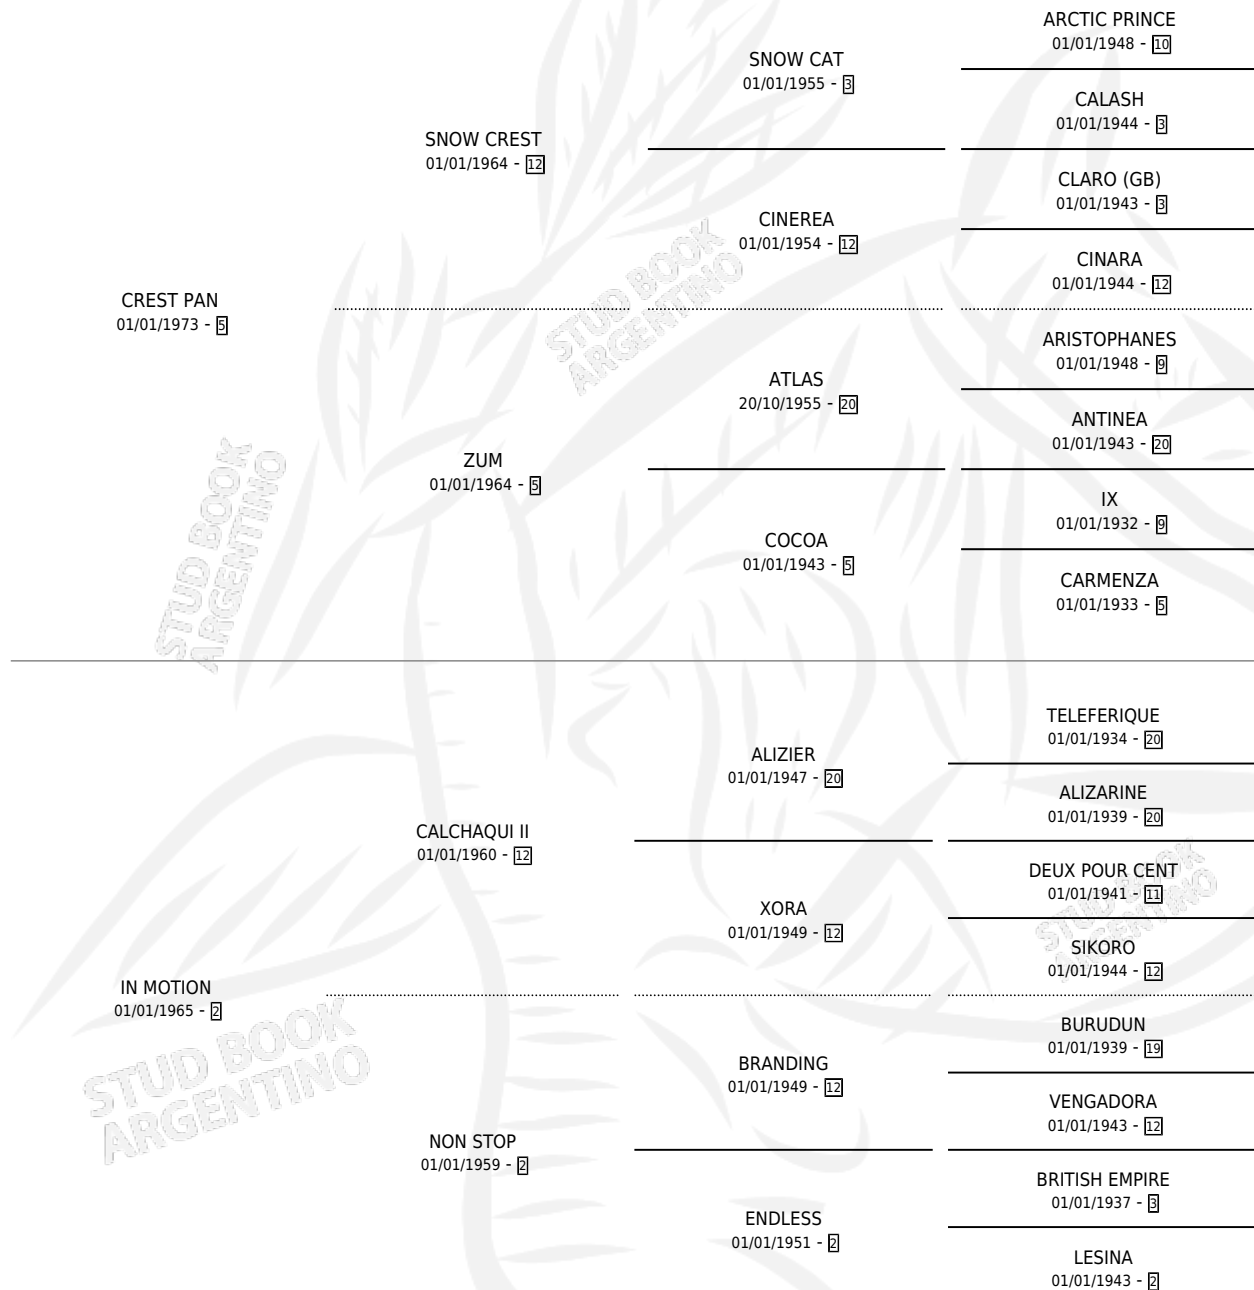 ARCTIC PRINCE
01/01/1948 - 10
SNOW CAT
01/01/1955 - 3
CALASH
01/01/1944 - 3
SNOW CREST
01/01/1964 - 12
CLARO (GB)
01/01/1943 - 3
CINEREA
01/01/1954 - 12
CINARA
01/01/1944 - 12
CREST PAN
01/01/1973 - 5
STUD BOOK
ARGENTINO
ARISTOPHANES
01/01/1948 - 9
ATLAS
20/10/1955 - 20
ANTINEA
01/01/1943 - 20
ZUM
01/01/1964 - 5
IX
01/01/1932 - 9
COCOA
01/01/1943 - 5
CARMENZA
01/01/1933 - 5
STUD BOOK
ARGENTINO
TELEFERIQUE
01/01/1934 - 20
ALIZIER
01/01/1947 - 20
ALIZARINE
01/01/1939 - 20
CALCHAQUI II
01/01/1960 - 12
DEUX POUR CENT
01/01/1941 - 11
XORA
01/01/1949 - 12
STUD BOOK
ARGENTINO
SIKORO
01/01/1944 - 12
IN MOTION
01/01/1965 - 2
STUD BOOK
ARGENTINO
BURUDUN
01/01/1939 - 19
BRANDING
01/01/1949 - 12
VENGADORA
01/01/1943 - 12
NON STOP
01/01/1959 - 2
BRITISH EMPIRE
01/01/1937 - 3
ENDLESS
01/01/1951 - 2
LESINA
01/01/1943 - 2